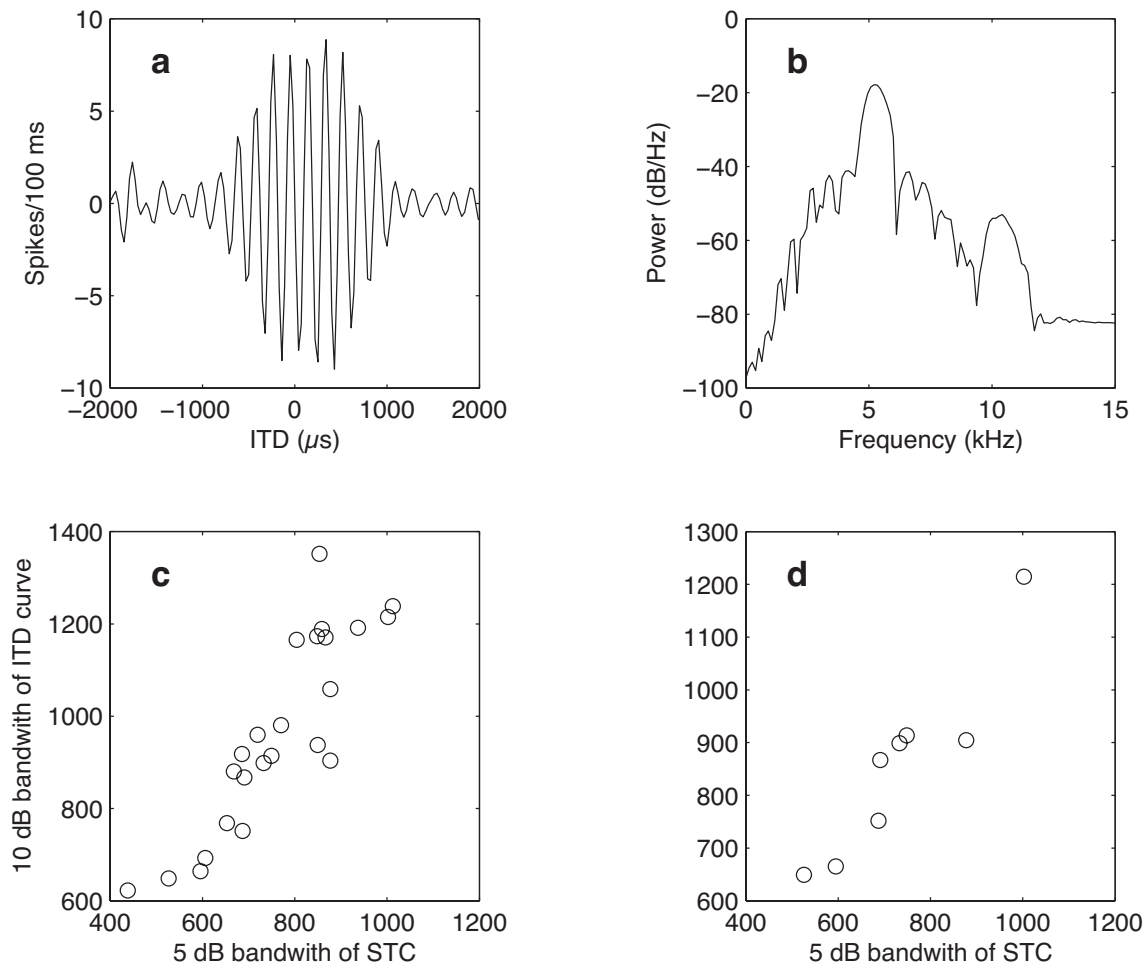 a
10
5
0
−5
−10
Spikes/100 ms
−2000 −1000 0 1000 2000
ITD (µs)
b
0
−20
−40
−60
−80
−100
Power (dB/Hz)
0 5 10 15
Frequency (kHz)
c
1400
1200
1000
800
600
10 dB bandwith of ITD curve
400 600 800 1000 1200
5 dB bandwith of STC
d
1300
1200
1100
1000
900
800
700
600
400 600 800 1000 1200
5 dB bandwith of STC